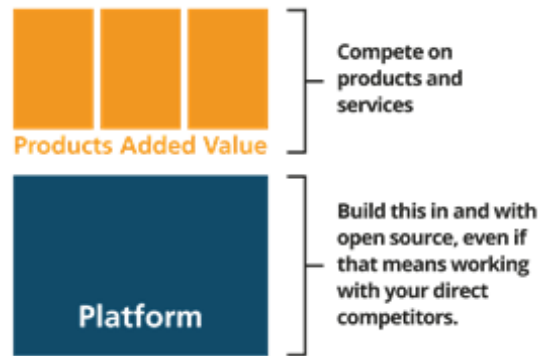 Compete on
products and
services
Products Added Value
Build this in and with
open source, even if
that means working
with your direct
competitors.
Platform